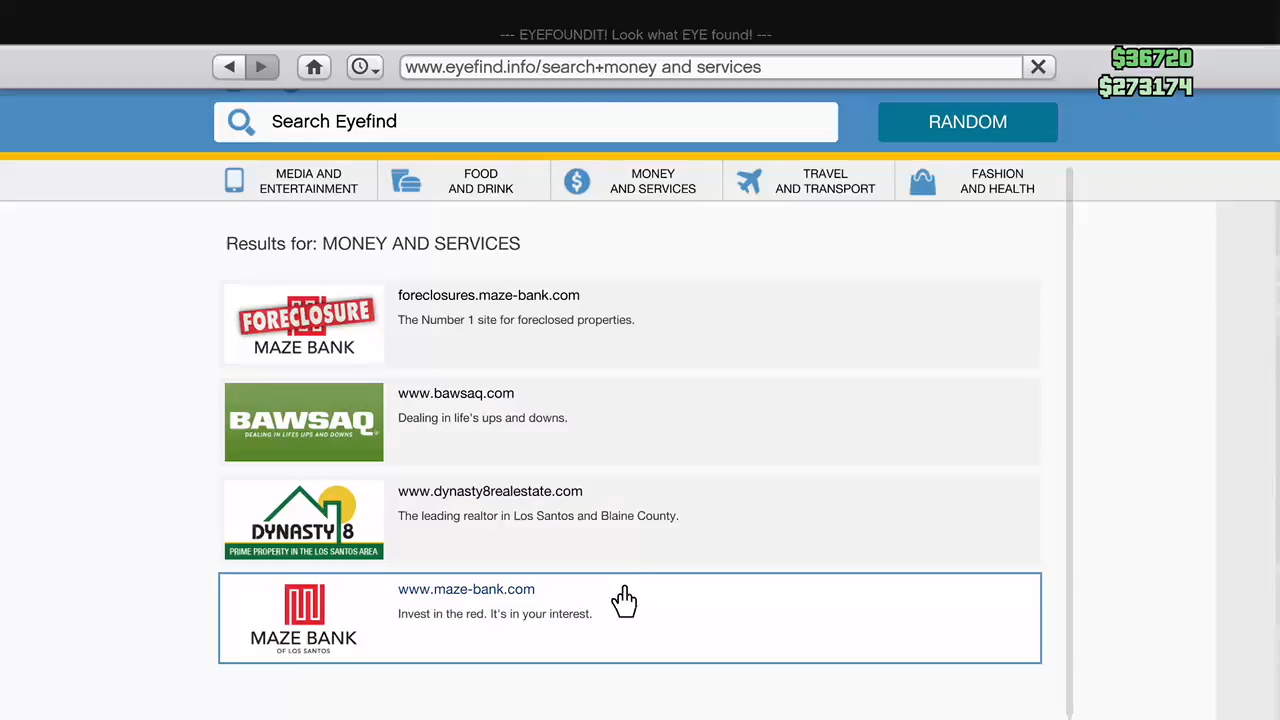 --- EYEFOUNDIT! Look what EYE found! ---
www.eyefind.info/search+money and services
$36720
$273174
Search Eyefind
RANDOM
MEDIA AND
ENTERTAINMENT
FOOD
AND DRINK
MONEY
AND SERVICES
TRAVEL
AND TRANSPORT
FASHION
AND HEALTH
Results for: MONEY AND SERVICES
FORECLOSURE
MAZE BANK
foreclosures.maze-bank.com
The Number 1 site for foreclosed properties.
BAWSAQ
DEALING IN LIFES UPS AND DOWNS
www.bawsaq.com
Dealing in life's ups and downs.
DYNASTY 8
PRIME PROPERTY IN THE LOS SANTOS AREA
www.dynasty8realestate.com
The leading realtor in Los Santos and Blaine County.
MAZE BANK
OF LOS SANTOS
www.maze-bank.com
Invest in the red. It's in your interest.